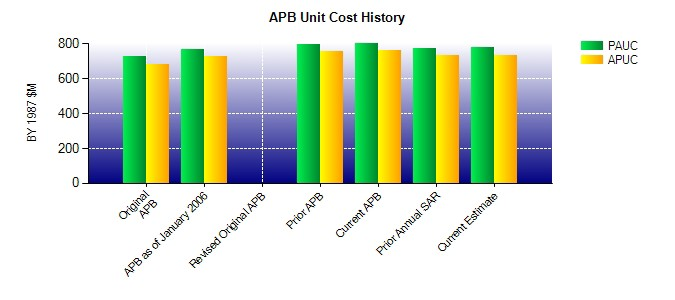 APB Unit Cost History
BY 1987 $M
800
600
400
200
0
Original
APB
APB as of January 2006
Revised Original APB
Prior APB
Current APB
Prior Annual SAR
Current Estimate
PAUC
APUC